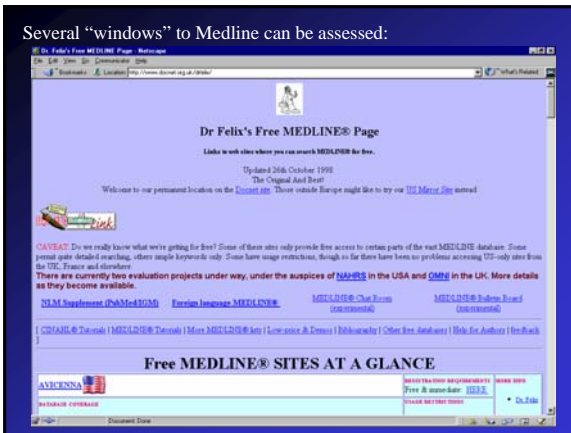 Several “windows” to Medline can be assessed:
Dr. Felix's Free MEDLINE Page - Netscape
File Edit View Go Communicator Help
Bookmarks Location http://www.docnet.org.uk/drfelix/ What's Related
Dr Felix's Free MEDLINE® Page
Links to web sites where you can search MEDLINE® for free.
Updated 26th October 1998
The Original And Best!
Welcome to our permanent location on the Docnet site. Those outside Europe might like to try our US Mirror Site instead
Link
CAVEAT: Do we really know what we're getting for free? Some of these sites only provide free access to certain parts of the vast MEDLINE database. Some
permit quite detailed searching, others simple keywords only. Some have usage restrictions, though so far there have been no problems accessing US-only sites from
the UK, France and elsewhere.
There are currently two evaluation projects under way, under the auspices of NAHRS in the USA and OMNI in the UK. More details
as they become available.
NLM Supplement (PubMed/IGM) Foreign language MEDLINE® MEDLINE® Chat Room MEDLINE® Bulletin Board
(experimental) (experimental)
[ CINAHL® Tutorials | MEDLINE® Tutorials | More MEDLINE® lists | Low-price & Demos | Bibliography | Other free databases | Help for Authors | feedback
]
Free MEDLINE® SITES AT A GLANCE
AVICENNA REGISTRATION REQUIREMENTS MORE INFO
Free & immediate: HERE
DATABASE COVERAGE USAGE RESTRICTIONS Dr. Felix
Document: Done